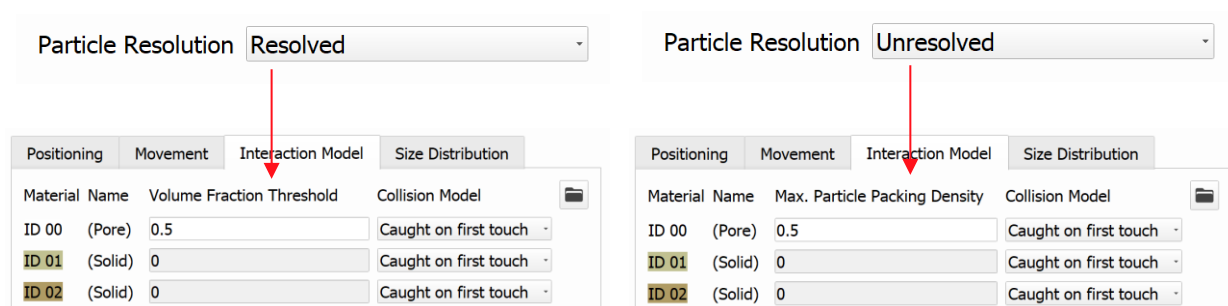 Particle Resolution Resolved
Positioning Movement Interaction Model Size Distribution
Material Name Volume Fraction Threshold Collision Model
ID 00 (Pore) 0.5 Caught on first touch
ID 01 (Solid) 0 Caught on first touch
ID 02 (Solid) 0 Caught on first touch
Particle Resolution Unresolved
Positioning Movement Interaction Model Size Distribution
Material Name Max. Particle Packing Density Collision Model
ID 00 (Pore) 0.5 Caught on first touch
ID 01 (Solid) 0 Caught on first touch
ID 02 (Solid) 0 Caught on first touch